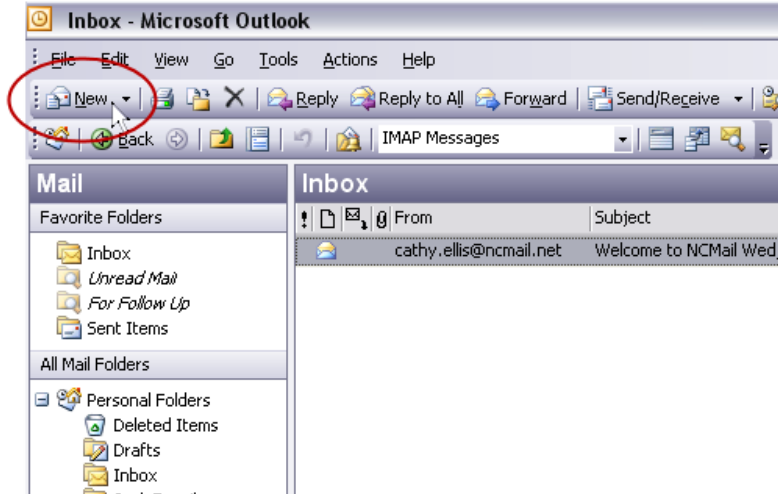 Inbox - Microsoft Outlook
File Edit View Go Tools Actions Help
New Reply Reply to All Forward Send/Receive
Back IMAP Messages
Mail
Inbox
Favorite Folders
From Subject
Inbox
cathy.ellis@ncmail.net Welcome to NCMail Wed
Unread Mail
For Follow Up
Sent Items
All Mail Folders
Personal Folders
Deleted Items
Drafts
Inbox